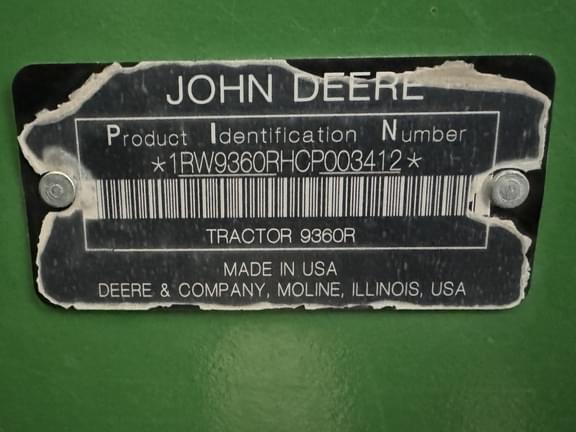 JOHN DEERE
Product Identification Number
*1RW9360RHCP003412*
TRACTOR 9360R
MADE IN USA
DEERE & COMPANY, MOLINE, ILLINOIS, USA